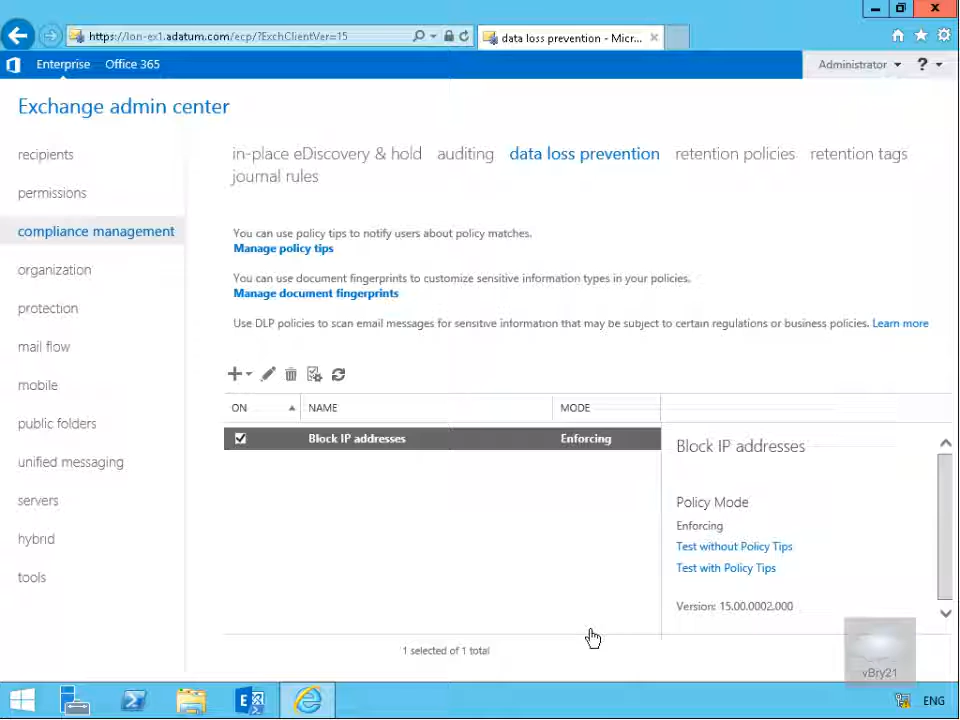 https://lon-ex1.adatum.com/ecp/?ExchClientVer=15
data loss prevention - Micr...
Enterprise Office 365
Administrator ?
Exchange admin center
recipients
permissions
compliance management
organization
protection
mail flow
mobile
public folders
unified messaging
servers
hybrid
tools
in-place eDiscovery & hold auditing data loss prevention retention policies retention tags
journal rules
You can use policy tips to notify users about policy matches.
Manage policy tips
You can use document fingerprints to customize sensitive information types in your policies.
Manage document fingerprints
Use DLP policies to scan email messages for sensitive information that may be subject to certain regulations or business policies. Learn more
ON NAME MODE
Block IP addresses Enforcing
Block IP addresses
Policy Mode
Enforcing
Test without Policy Tips
Test with Policy Tips
Version: 15.00.0002.000
1 selected of 1 total
vBry21
ENG